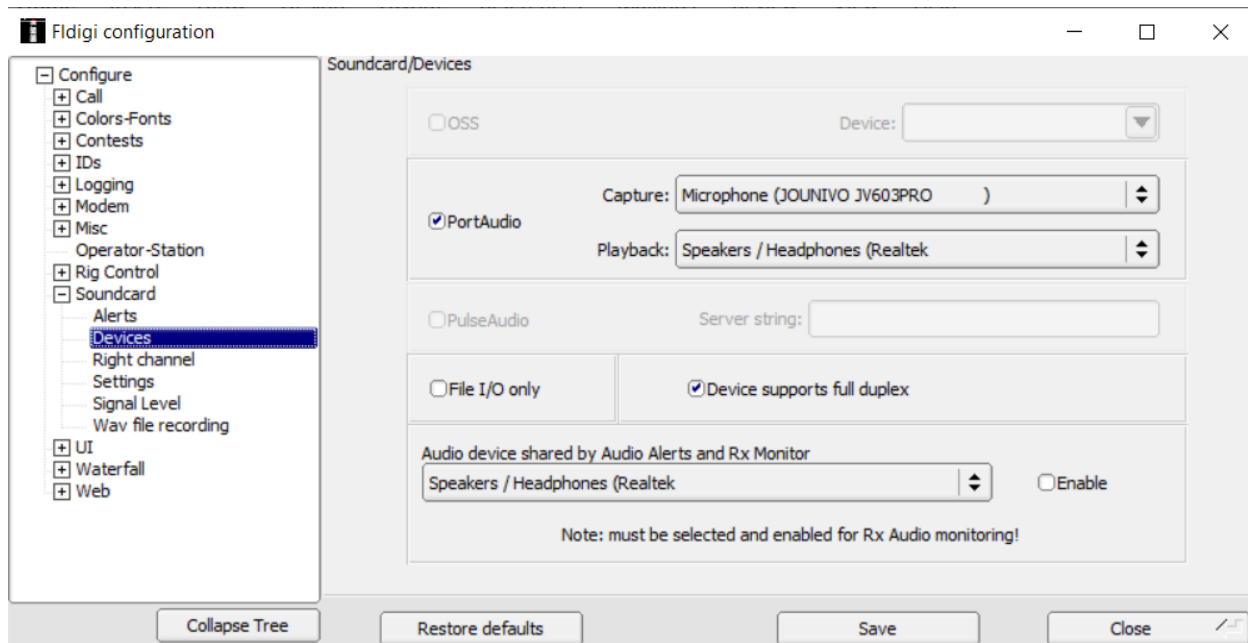 Fldigi configuration
Configure
Call
Colors-Fonts
Contests
IDs
Logging
Modem
Misc
Operator-Station
Rig Control
Soundcard
Alerts
Devices
Right channel
Settings
Signal Level
Wav file recording
UI
Waterfall
Web
Collapse Tree
Soundcard/Devices
OSS Device:
PortAudio
Capture: Microphone (JOUNIVO JV603PRO )
Playback: Speakers / Headphones (Realtek
PulseAudio Server string:
File I/O only Device supports full duplex
Audio device shared by Audio Alerts and Rx Monitor
Speakers / Headphones (Realtek Enable
Note: must be selected and enabled for Rx Audio monitoring!
Restore defaults Save Close